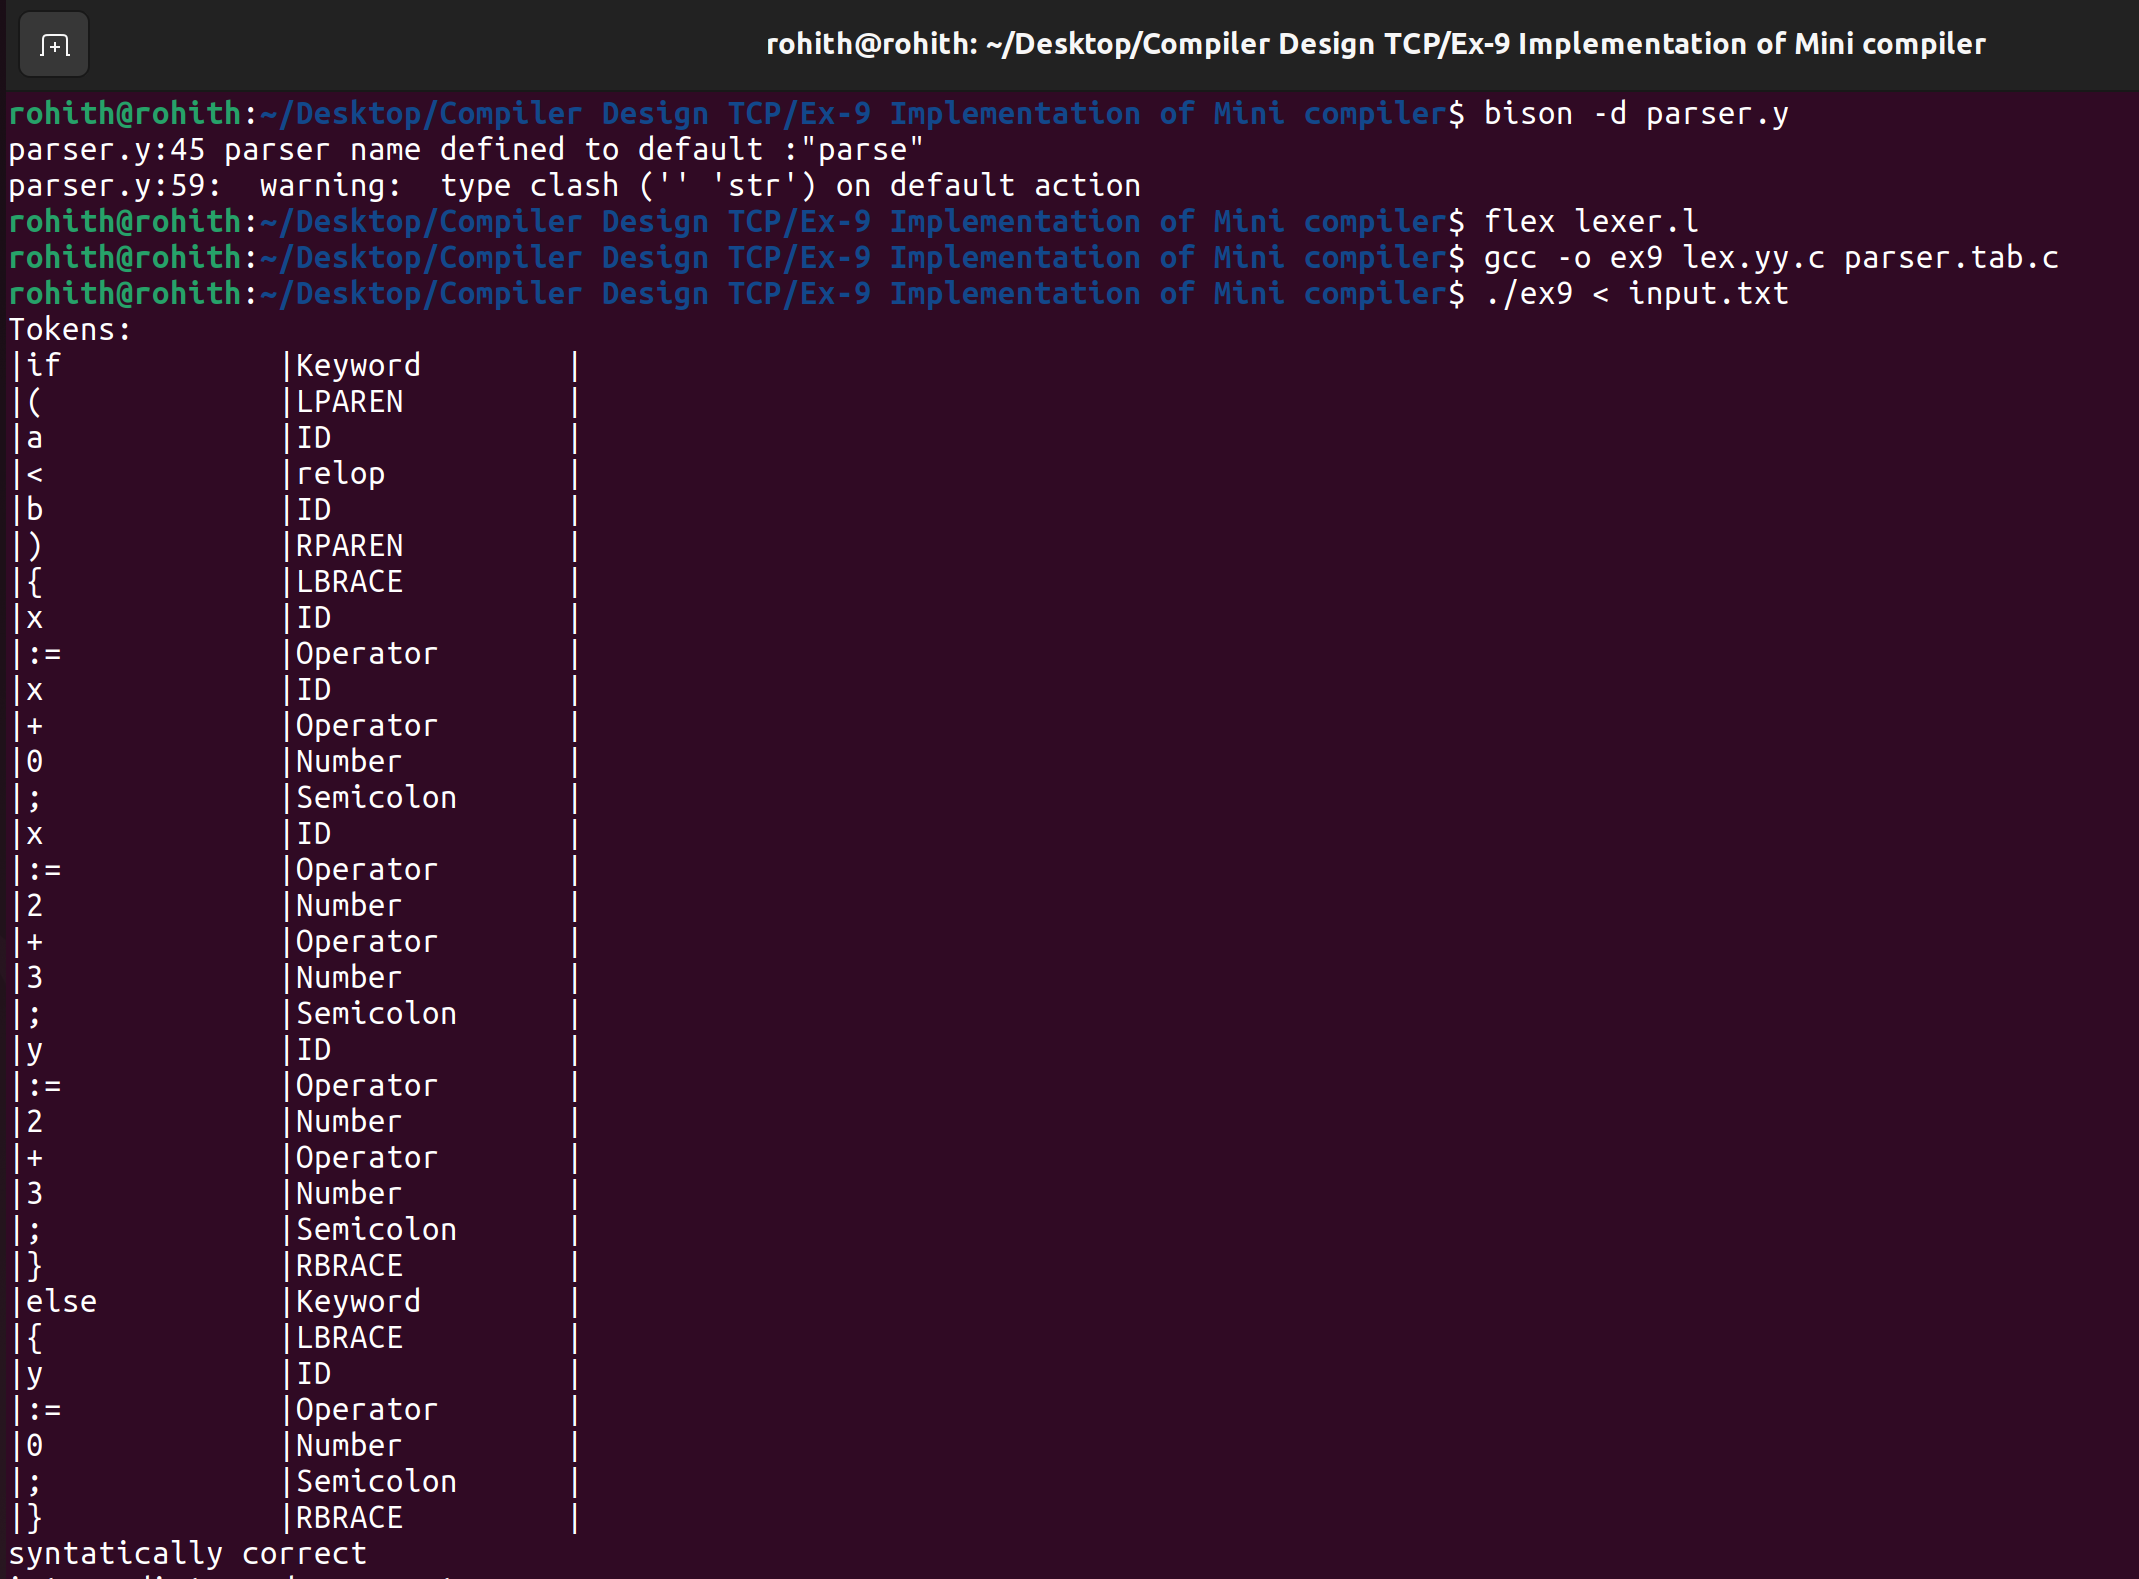 rohith@rohith: ~/Desktop/Compiler Design TCP/Ex-9 Implementation of Mini compiler
rohith@rohith:~/Desktop/Compiler Design TCP/Ex-9 Implementation of Mini compiler$ bison -d parser.y
parser.y:45 parser name defined to default :"parse"
parser.y:59:  warning:  type clash ('' 'str') on default action
rohith@rohith:~/Desktop/Compiler Design TCP/Ex-9 Implementation of Mini compiler$ flex lexer.l
rohith@rohith:~/Desktop/Compiler Design TCP/Ex-9 Implementation of Mini compiler$ gcc -o ex9 lex.yy.c parser.tab.c
rohith@rohith:~/Desktop/Compiler Design TCP/Ex-9 Implementation of Mini compiler$ ./ex9 < input.txt
Tokens:
|if            |Keyword        |
|(             |LPAREN         |
|a             |ID             |
|<             |relop          |
|b             |ID             |
|)             |RPAREN         |
|{             |LBRACE         |
|x             |ID             |
|:=            |Operator       |
|x             |ID             |
|+             |Operator       |
|0             |Number         |
|;             |Semicolon      |
|x             |ID             |
|:=            |Operator       |
|2             |Number         |
|+             |Operator       |
|3             |Number         |
|;             |Semicolon      |
|y             |ID             |
|:=            |Operator       |
|2             |Number         |
|+             |Operator       |
|3             |Number         |
|;             |Semicolon      |
|}             |RBRACE         |
|else          |Keyword        |
|{             |LBRACE         |
|y             |ID             |
|:=            |Operator       |
|0             |Number         |
|;             |Semicolon      |
|}             |RBRACE         |
syntatically correct